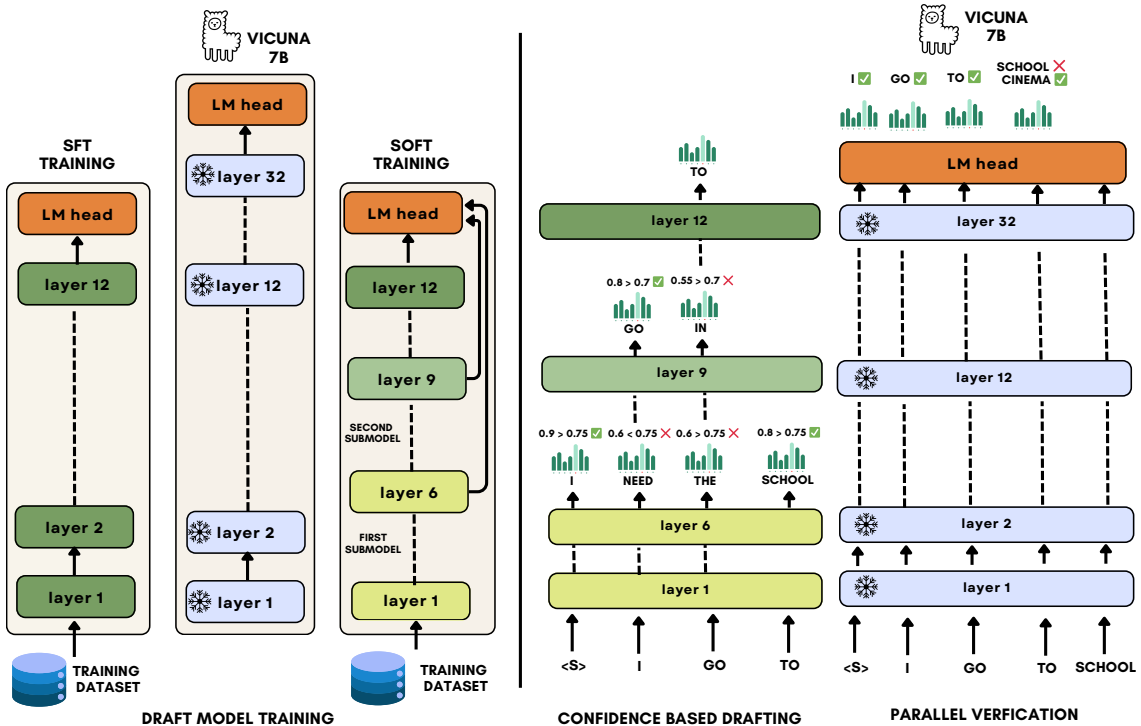 VICUNA
7B
SFT
TRAINING
LM head
layer 12
layer 2
layer 1
TRAINING
DATASET
LM head
layer 32
layer 12
layer 2
layer 1
SOFT
TRAINING
LM head
layer 12
layer 9
SECOND
SUBMODEL
layer 6
FIRST
SUBMODEL
layer 1
TRAINING
DATASET
DRAFT MODEL TRAINING
TO
layer 12
0.8 > 0.7 ✅ 0.55 > 0.7 ❌
GO IN
layer 9
0.9 > 0.75 ✅ 0.6 < 0.75 ❌ 0.6 > 0.75 ❌ 0.8 > 0.75 ✅
I NEED THE SCHOOL
layer 6
layer 1
<S> I GO TO
CONFIDENCE BASED DRAFTING
VICUNA
7B
SCHOOL ❌
I ✅ GO ✅ TO ✅ CINEMA ✅
LM head
layer 32
layer 12
layer 2
layer 1
<S> I GO TO SCHOOL
PARALLEL VERFICATION